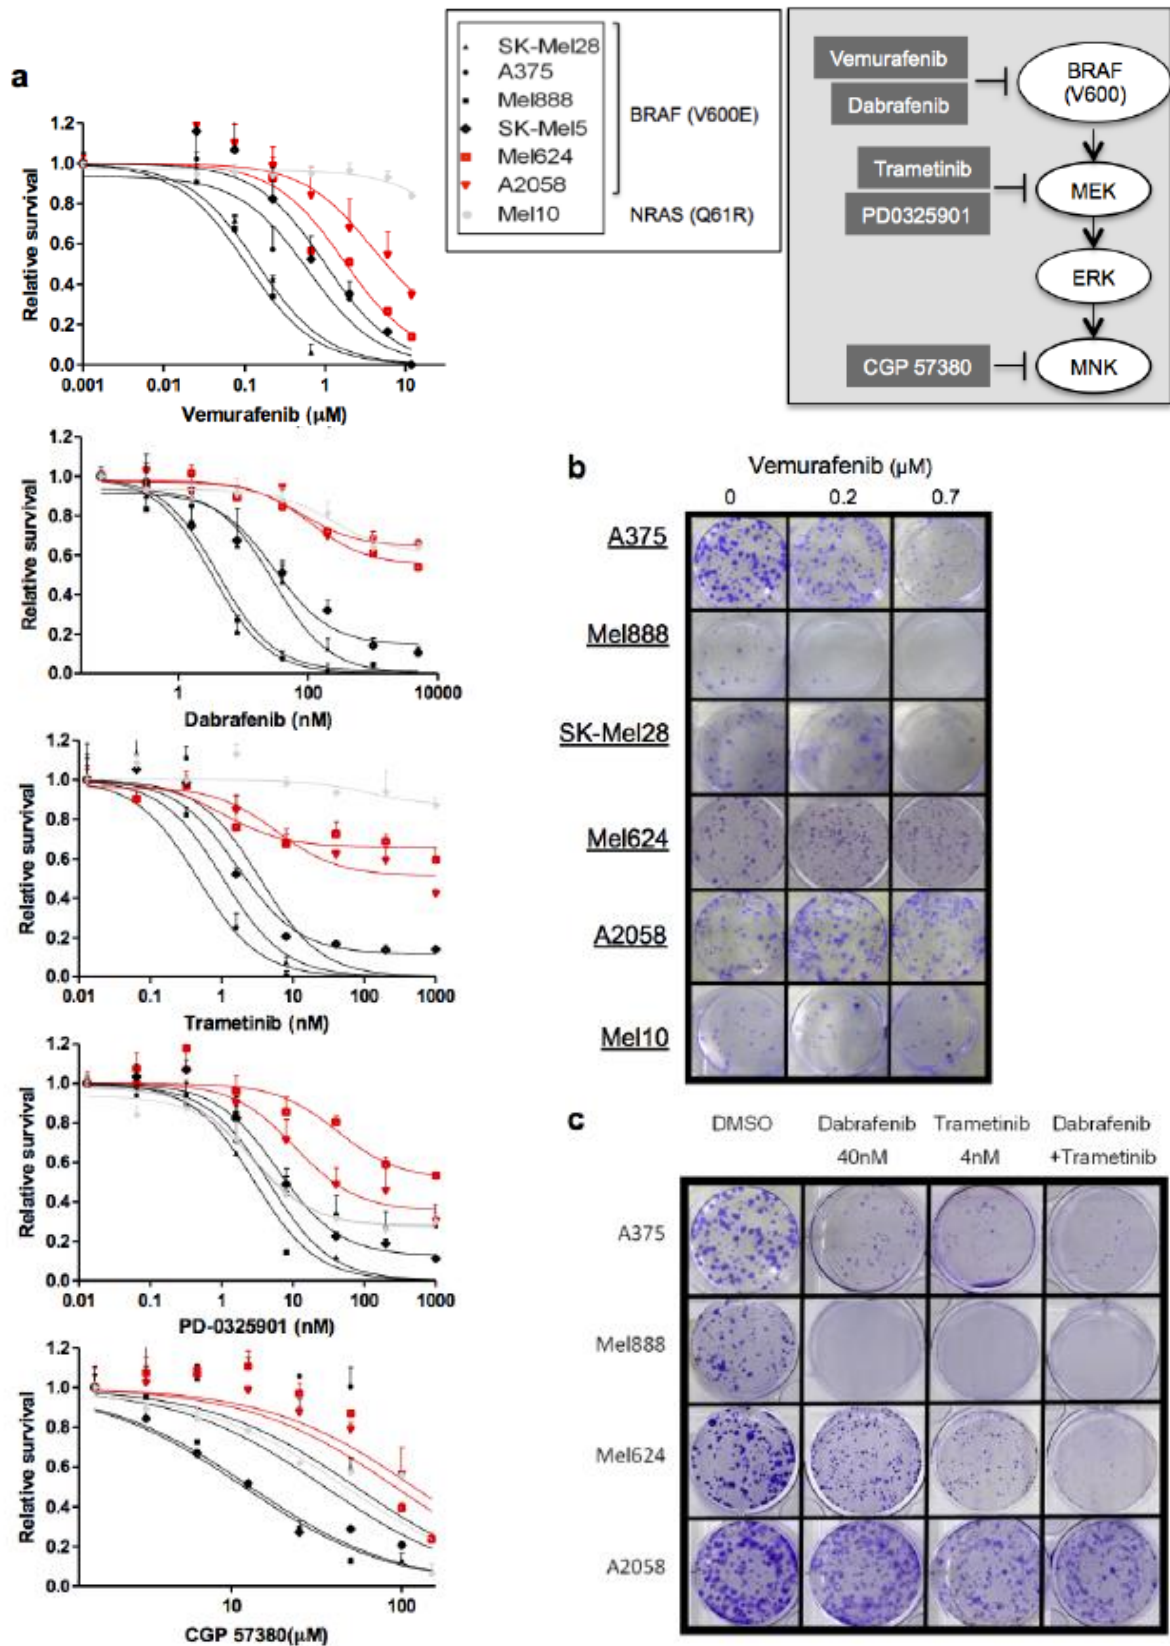 a
SK-Mel28
A375
Mel888
SK-Mel5
Mel624
A2058
Mel10
BRAF (V600E)
NRAS (Q61R)
Vemurafenib
Dabrafenib
BRAF
(V600)
Trametinib
PD0325901
MEK
ERK
CGP 57380
MNK
Relative survival
1.2
1.0
0.8
0.6
0.4
0.2
0.0
0.001
0.1
1
10
Vemurafenib (µM)
Relative survival
1.2
1.0
0.8
0.6
0.4
0.2
0.0
1
100
10000
Dabrafenib (nM)
Relative survival
1.2
1.0
0.8
0.6
0.4
0.2
0.0
0.01
0.1
1
10
100
1000
Trametinib (nM)
Relative survival
1.2
1.0
0.8
0.6
0.4
0.2
0.0
0.01
0.1
1
10
100
1000
PD-0325901 (nM)
Relative survival
1.2
1.0
0.8
0.6
0.4
0.2
0.0
10
100
CGP 57380(µM)
b
Vemurafenib (µM)
0 0.2 0.7
A375
Mel888
SK-Mel28
Mel624
A2058
Mel10
c
DMSO Dabrafenib Trametinib Dabrafenib
40nM 4nM +Trametinib
A375
Mel888
Mel624
A2058